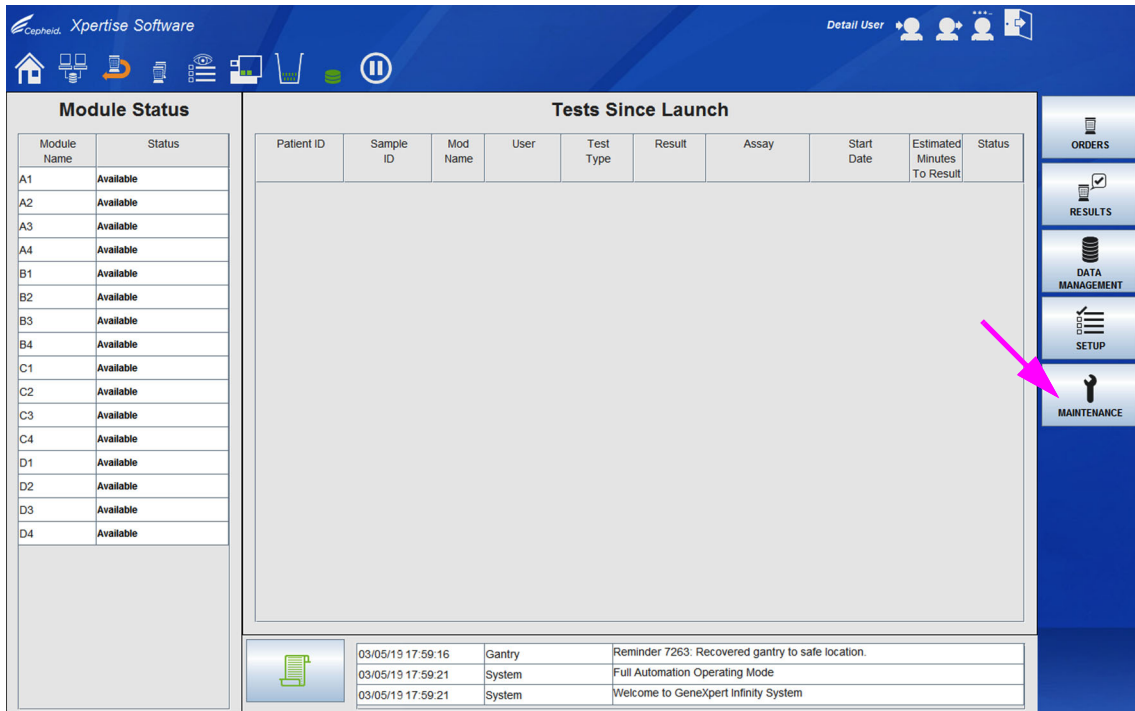 Cepheid. Xpertise Software
Detail User
Module Status
Module Name Status
A1 Available
A2 Available
A3 Available
A4 Available
B1 Available
B2 Available
B3 Available
B4 Available
C1 Available
C2 Available
C3 Available
C4 Available
D1 Available
D2 Available
D3 Available
D4 Available
Tests Since Launch
Patient ID Sample ID Mod Name User Test Type Result Assay Start Date Estimated Minutes To Result Status
03/05/19 17:59:16 Gantry Reminder 7263: Recovered gantry to safe location.
03/05/19 17:59:21 System Full Automation Operating Mode
03/05/19 17:59:21 System Welcome to GeneXpert Infinity System
ORDERS
RESULTS
DATA
MANAGEMENT
SETUP
MAINTENANCE